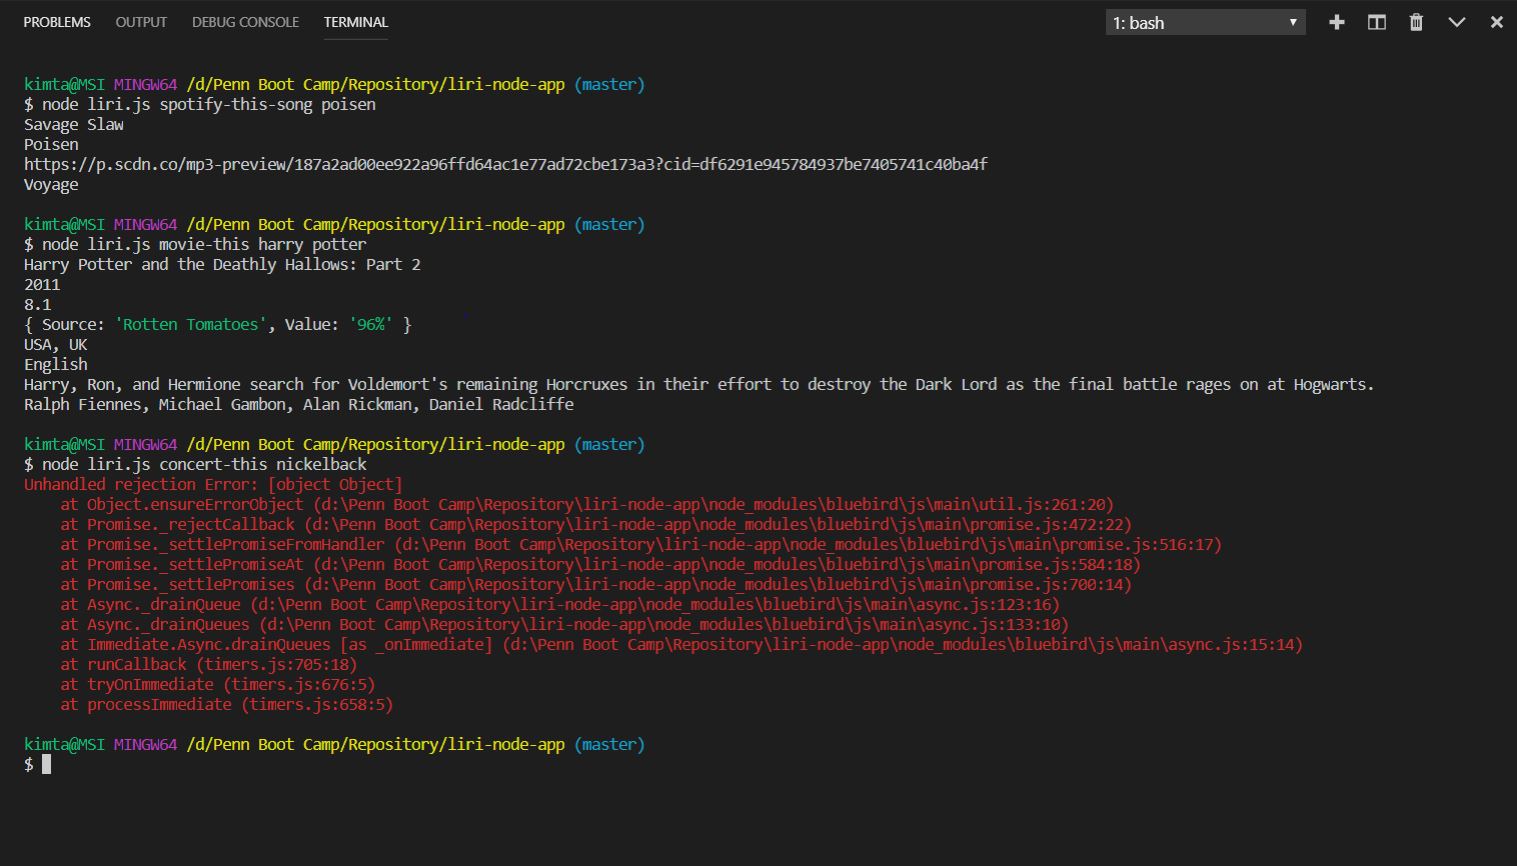 PROBLEMS OUTPUT DEBUG CONSOLE TERMINAL 1: bash
kimta@MSI MINGW64 /d/Penn Boot Camp/Repository/liri-node-app (master)
$ node liri.js spotify-this-song poisen
Savage Slaw
Poisen
https://p.scdn.co/mp3-preview/187a2ad00ee922a96ffd64ac1e77ad72cbe173a3?cid=df6291e945784937be7405741c40ba4f
Voyage
kimta@MSI MINGW64 /d/Penn Boot Camp/Repository/liri-node-app (master)
$ node liri.js movie-this harry potter
Harry Potter and the Deathly Hallows: Part 2
2011
8.1
{ Source: 'Rotten Tomatoes', Value: '96%' }
USA, UK
English
Harry, Ron, and Hermione search for Voldemort's remaining Horcruxes in their effort to destroy the Dark Lord as the final battle rages on at Hogwarts.
Ralph Fiennes, Michael Gambon, Alan Rickman, Daniel Radcliffe
kimta@MSI MINGW64 /d/Penn Boot Camp/Repository/liri-node-app (master)
$ node liri.js concert-this nickelback
Unhandled rejection Error: [object Object]
at Object.ensureErrorObject (d:\Penn Boot Camp\Repository\liri-node-app\node_modules\bluebird\js\main\util.js:261:20)
at Promise._rejectCallback (d:\Penn Boot Camp\Repository\liri-node-app\node_modules\bluebird\js\main\promise.js:472:22)
at Promise._settlePromiseFromHandler (d:\Penn Boot Camp\Repository\liri-node-app\node_modules\bluebird\js\main\promise.js:516:17)
at Promise._settlePromiseAt (d:\Penn Boot Camp\Repository\liri-node-app\node_modules\bluebird\js\main\promise.js:584:18)
at Promise._settlePromises (d:\Penn Boot Camp\Repository\liri-node-app\node_modules\bluebird\js\main\promise.js:700:14)
at Async._drainQueue (d:\Penn Boot Camp\Repository\liri-node-app\node_modules\bluebird\js\main\async.js:123:16)
at Async._drainQueues (d:\Penn Boot Camp\Repository\liri-node-app\node_modules\bluebird\js\main\async.js:133:10)
at Immediate.Async.drainQueues [as _onImmediate] (d:\Penn Boot Camp\Repository\liri-node-app\node_modules\bluebird\js\main\async.js:15:14)
at runCallback (timers.js:705:18)
at tryOnImmediate (timers.js:676:5)
at processImmediate (timers.js:658:5)
kimta@MSI MINGW64 /d/Penn Boot Camp/Repository/liri-node-app (master)
$